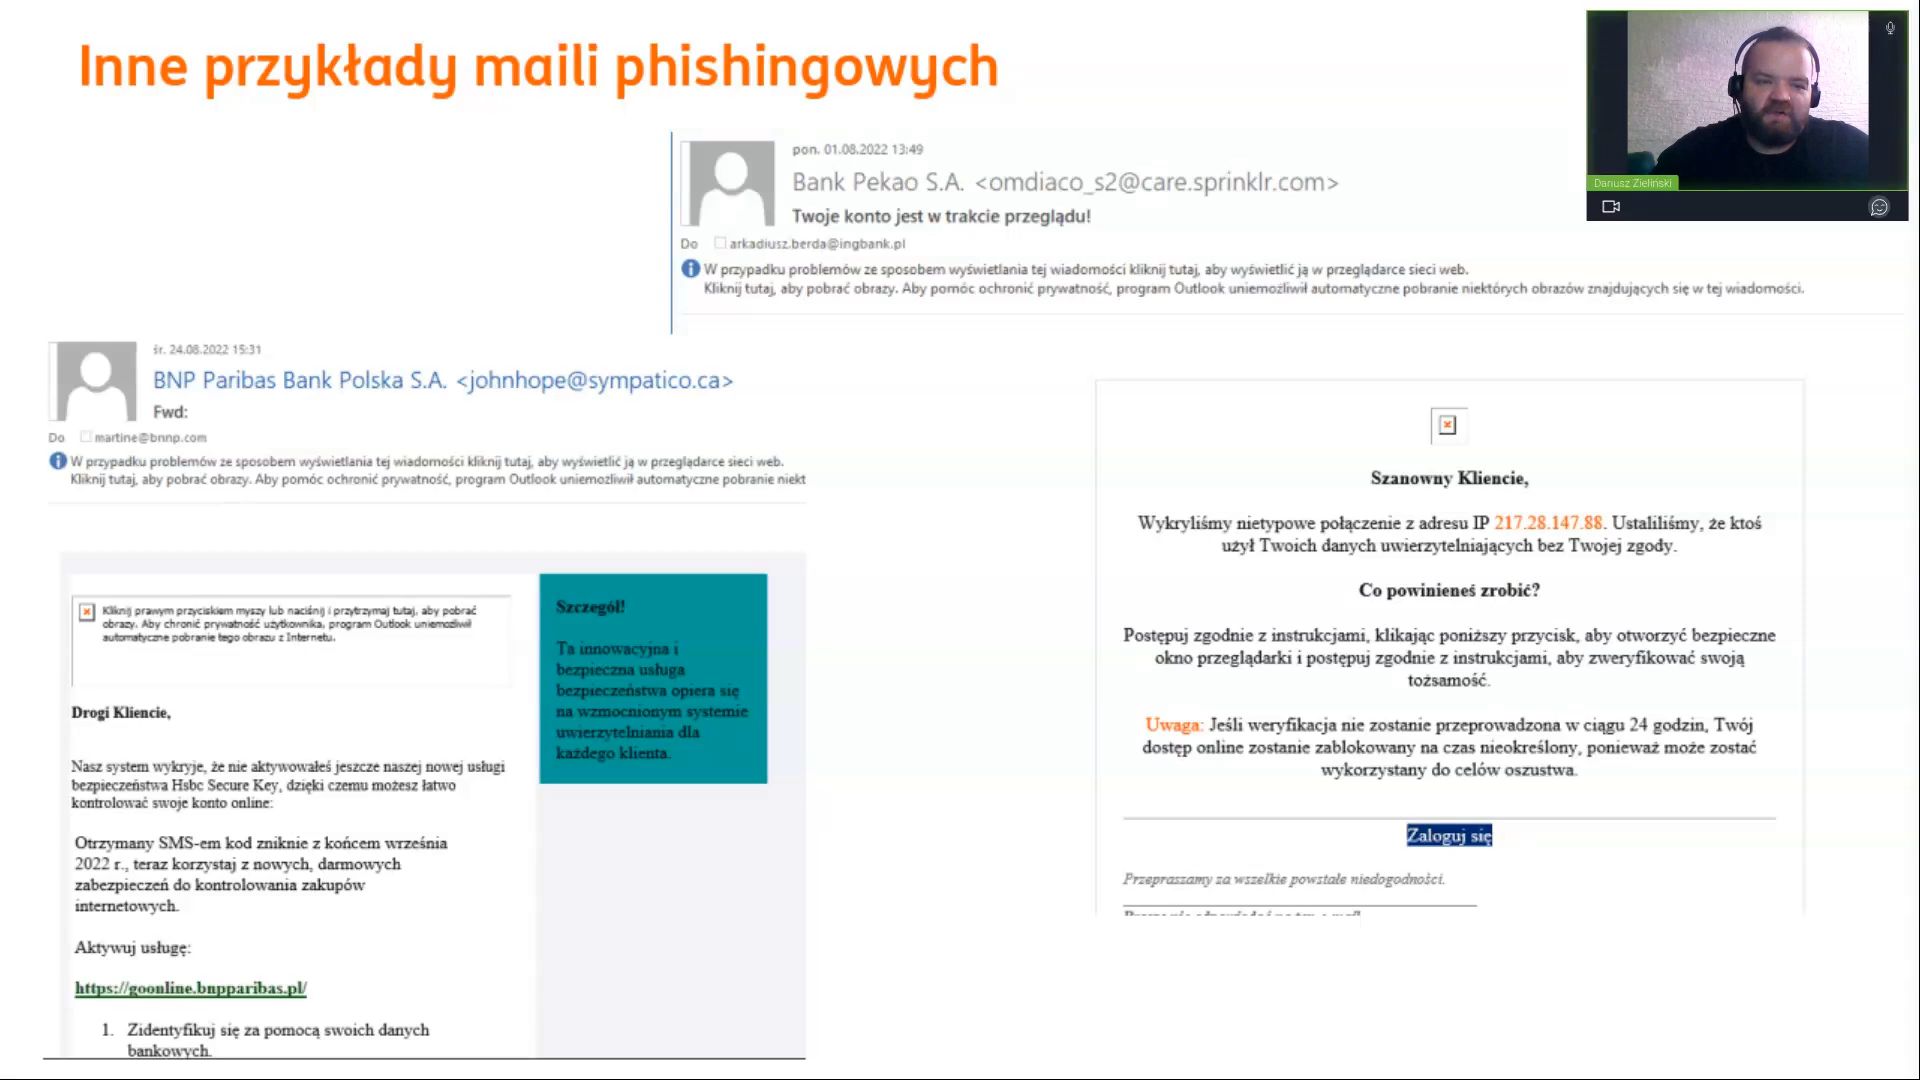 Inne przykłady maili phishingowych
Dariusz Zieliński
pon. 01.08.2022 13:49
Bank Pekao S.A. <omdiaco_s2@care.sprinklr.com>
Twoje konto jest w trakcie przeglądu!
Do arkadiusz.berda@ingbank.pl
W przypadku problemów ze sposobem wyświetlania tej wiadomości kliknij tutaj, aby wyświetlić ją w przeglądarce sieci web.
Kliknij tutaj, aby pobrać obrazy. Aby pomóc ochronić prywatność, program Outlook uniemożliwił automatyczne pobranie niektórych obrazów znajdujących się w tej wiadomości.
śr. 24.08.2022 15:31
BNP Paribas Bank Polska S.A. <johnhope@sympatico.ca>
Fwd:
Do martine@bnnp.com
W przypadku problemów ze sposobem wyświetlania tej wiadomości kliknij tutaj, aby wyświetlić ją w przeglądarce sieci web.
Kliknij tutaj, aby pobrać obrazy. Aby pomóc ochronić prywatność, program Outlook uniemożliwił automatyczne pobranie niekt
Kliknij prawym przyciskiem myszy lub naciśnij i przytrzymaj tutaj, aby pobrać
obrazy. Aby chronić prywatność użytkownika, program Outlook uniemożliwił
automatyczne pobranie tego obrazu z Internetu.
Drogi Kliencie,
Nasz system wykryje, że nie aktywowałeś jeszcze naszej nowej usługi
bezpieczeństwa Hsbc Secure Key, dzięki czemu możesz łatwo
kontrolować swoje konto online:
Otrzymany SMS-em kod zniknie z końcem września
2022 r., teraz korzystaj z nowych, darmowych
zabezpieczeń do kontrolowania zakupów
internetowych.
Aktywuj usługę:
https://goonline.bnpparibas.pl/
1. Zidentyfikuj się za pomocą swoich danych
bankowych.
Szczegół!
Ta innowacyjna i
bezpieczna usługa
bezpieczeństwa opiera się
na wzmocnionym systemie
uwierzytelniania dla
każdego klienta.
Szanowny Kliencie,
Wykryliśmy nietypowe połączenie z adresu IP 217.28.147.88. Ustaliliśmy, że ktoś
użył Twoich danych uwierzytelniających bez Twojej zgody.
Co powinieneś zrobić?
Postępuj zgodnie z instrukcjami, klikając poniższy przycisk, aby otworzyć bezpieczne
okno przeglądarki i postępuj zgodnie z instrukcjami, aby zweryfikować swoją
tożsamość.
Uwaga: Jeśli weryfikacja nie zostanie przeprowadzona w ciągu 24 godzin, Twój
dostęp online zostanie zablokowany na czas nieokreślony, ponieważ może zostać
wykorzystany do celów oszustwa.
Zaloguj się
Przepraszamy za wszelkie powstałe niedogodności.